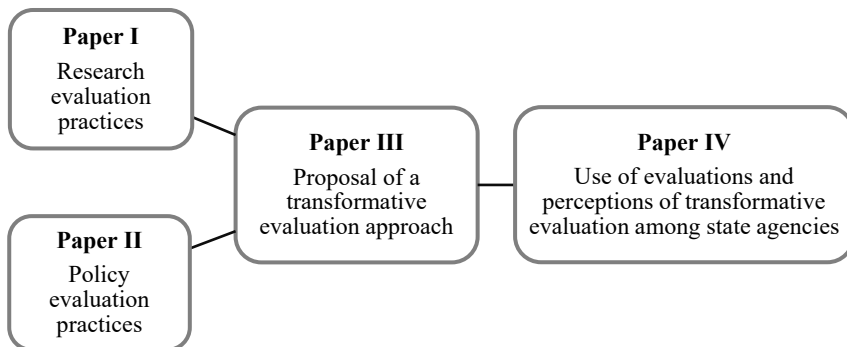 Paper I
Research
evaluation
practices
Paper II
Policy
evaluation
practices
Paper III
Proposal of a
transformative
evaluation approach
Paper IV
Use of evaluations and
perceptions of transformative
evaluation among state agencies